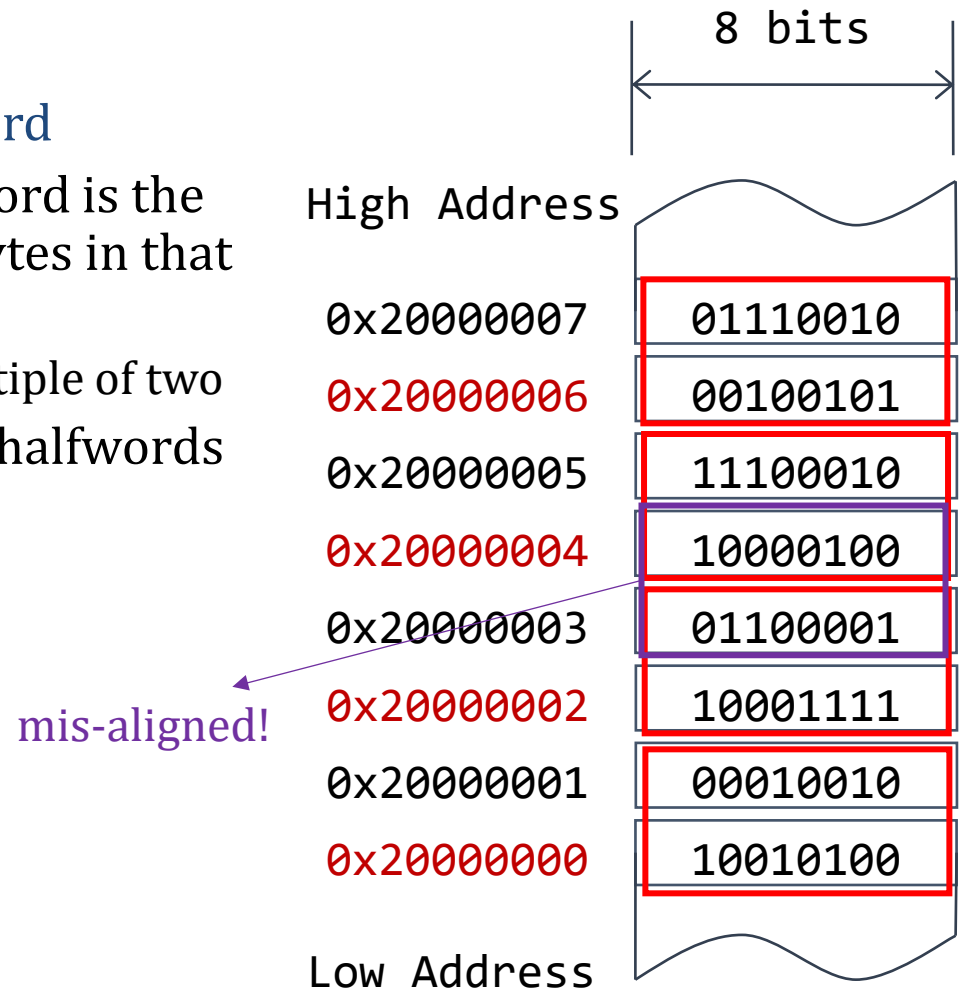 8 bits
rd
ord is the
ytes in that
tiple of two
halfwords
High Address
0x20000007 01110010
0x20000006 00100101
0x20000005 11100010
0x20000004 10000100
0x20000003 01100001
0x20000002 10001111
mis-aligned!
0x20000001 00010010
0x20000000 10010100
Low Address